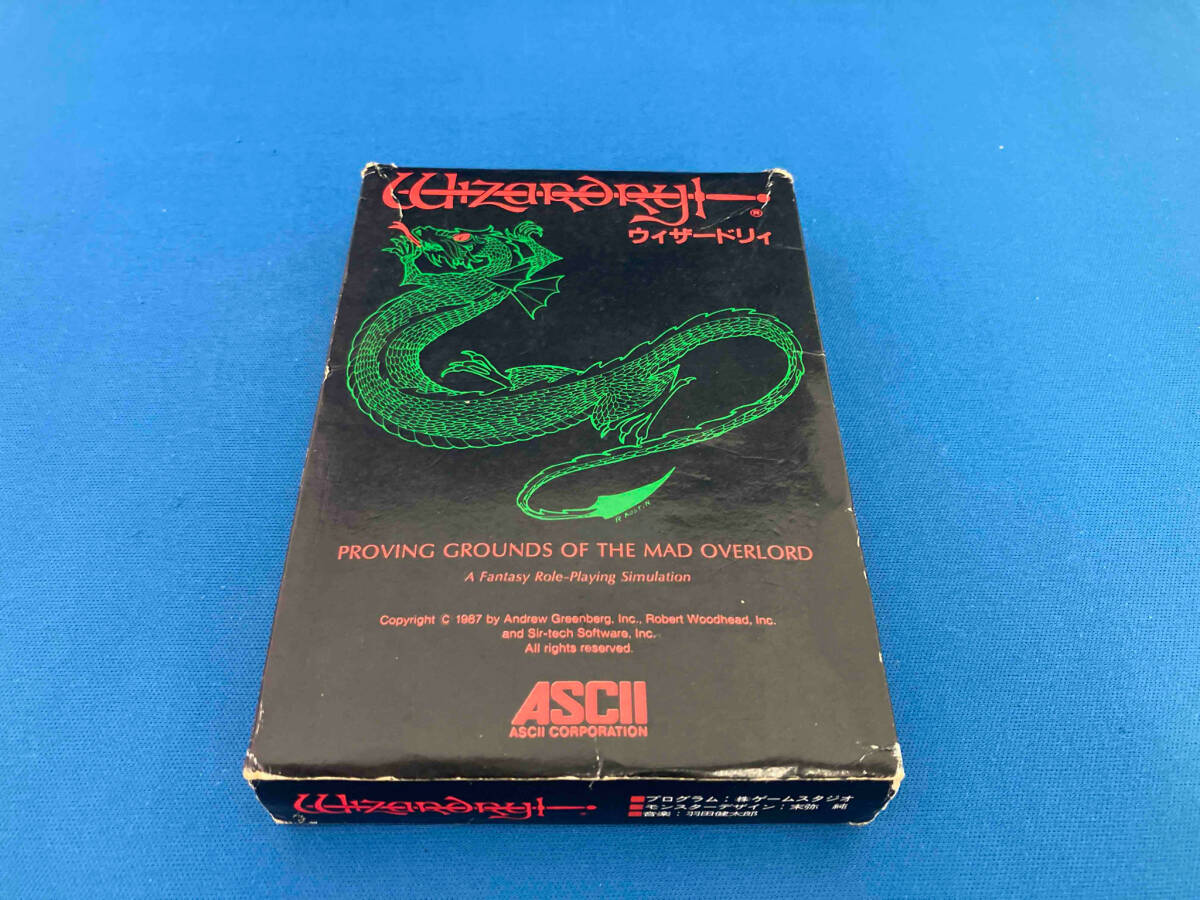 Wizardry
®
ウィザードリィ
R AUSTIN
PROVING GROUNDS OF THE MAD OVERLORD
A Fantasy Role-Playing Simulation
Copyright © 1987 by Andrew Greenberg, Inc., Robert Woodhead, Inc.
and Sir-tech Software, Inc.
All rights reserved.
ASCII
ASCII CORPORATION
Wizardry
■プログラム：株ゲームスタジオ
■モンスターデザイン：末弥 純
■音楽：羽田健太郎